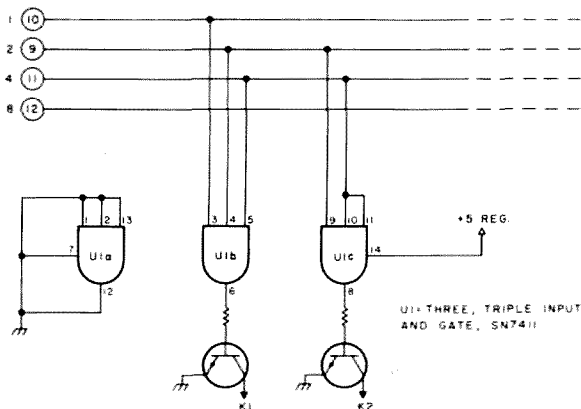 1 10
2 9
4 11
8 12
1 2 13
3 4 5
9 10 11
+5 REG.
7
U1a
U1b
U1c
14
12
6
8
U1= THREE, TRIPLE INPUT
AND GATE, SN7411
K1
K2